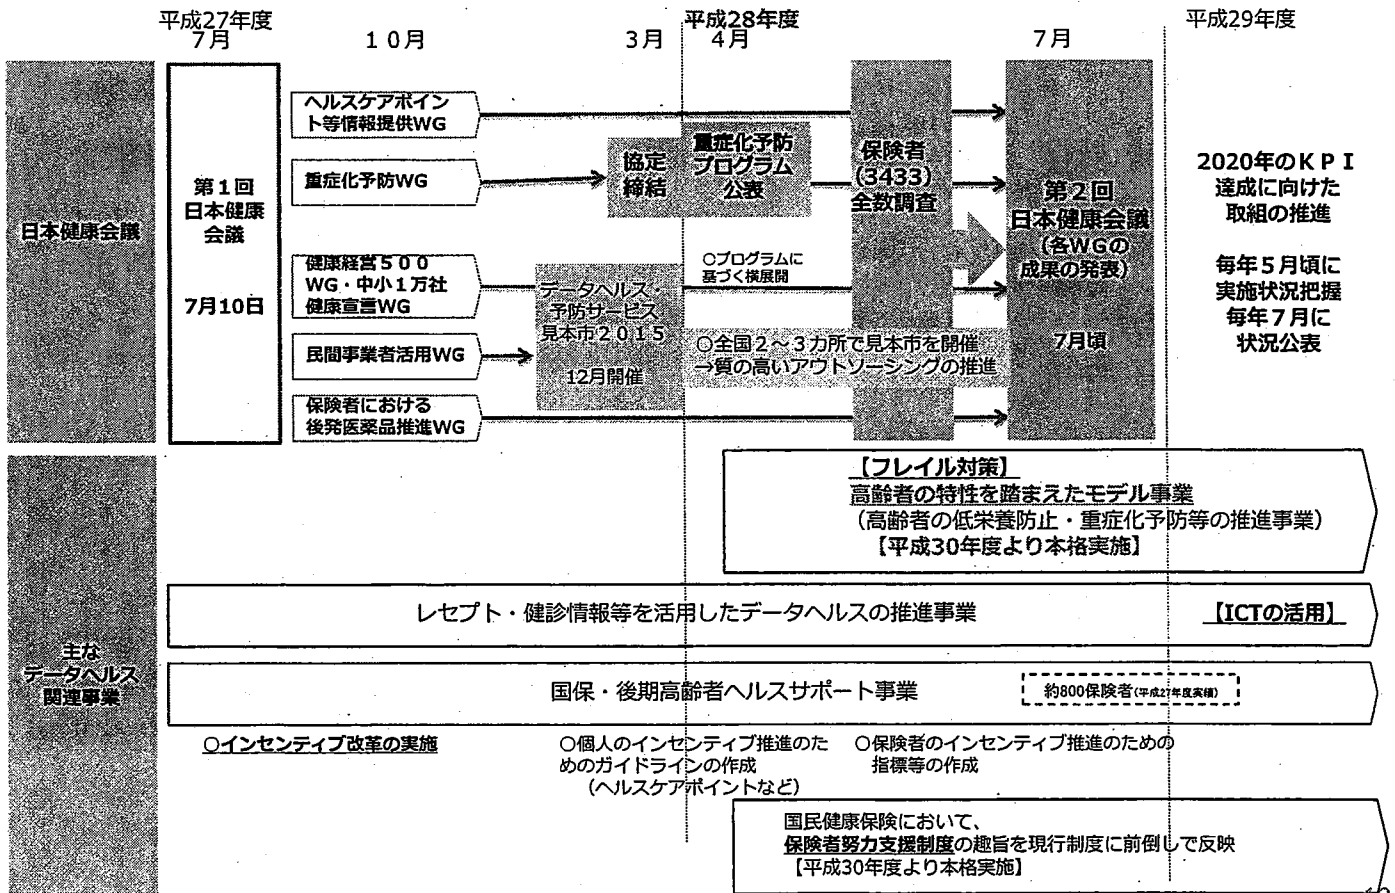 平成27年度
平成28年度
平成29年度
7月
10月
3月
4月
7月
日本健康会議
第1回
日本健康
会議
7月10日
ヘルスケアポイン
ト等情報提供WG
重症化予防WG
健康経営500
WG・中小1万社
健康宣言WG
民間事業者活用WG
保険者における
後発医薬品推進WG
協定
締結
重症化予防
プログラム
公表
データヘルス・
予防サービス
見本市2015
12月開催
○プログラムに
基づく横展開
○全国2～3カ所で見本市を開催
→質の高いアウトソーシングの推進
保険者
(3433)
全数調査
第2回
日本健康会議
(各WGの
成果の発表)
7月頃
2020年のKPI
達成に向けた
取組の推進
毎年5月頃に
実施状況把握
毎年7月に
状況公表
主な
データヘルス
関連事業
【フレイル対策】
高齢者の特性を踏まえたモデル事業
(高齢者の低栄養防止・重症化予防等の推進事業)
【平成30年度より本格実施】
レセプト・健診情報等を活用したデータヘルスの推進事業
【ICTの活用】
国保・後期高齢者ヘルスサポート事業
約800保険者(平成27年度実績)
○インセンティブ改革の実施
○個人のインセンティブ推進のた
めのガイドラインの作成
(ヘルスケアポイントなど)
○保険者のインセンティブ推進のための
指標等の作成
国民健康保険において、
保険者努力支援制度の趣旨を現行制度に前倒しで反映
【平成30年度より本格実施】